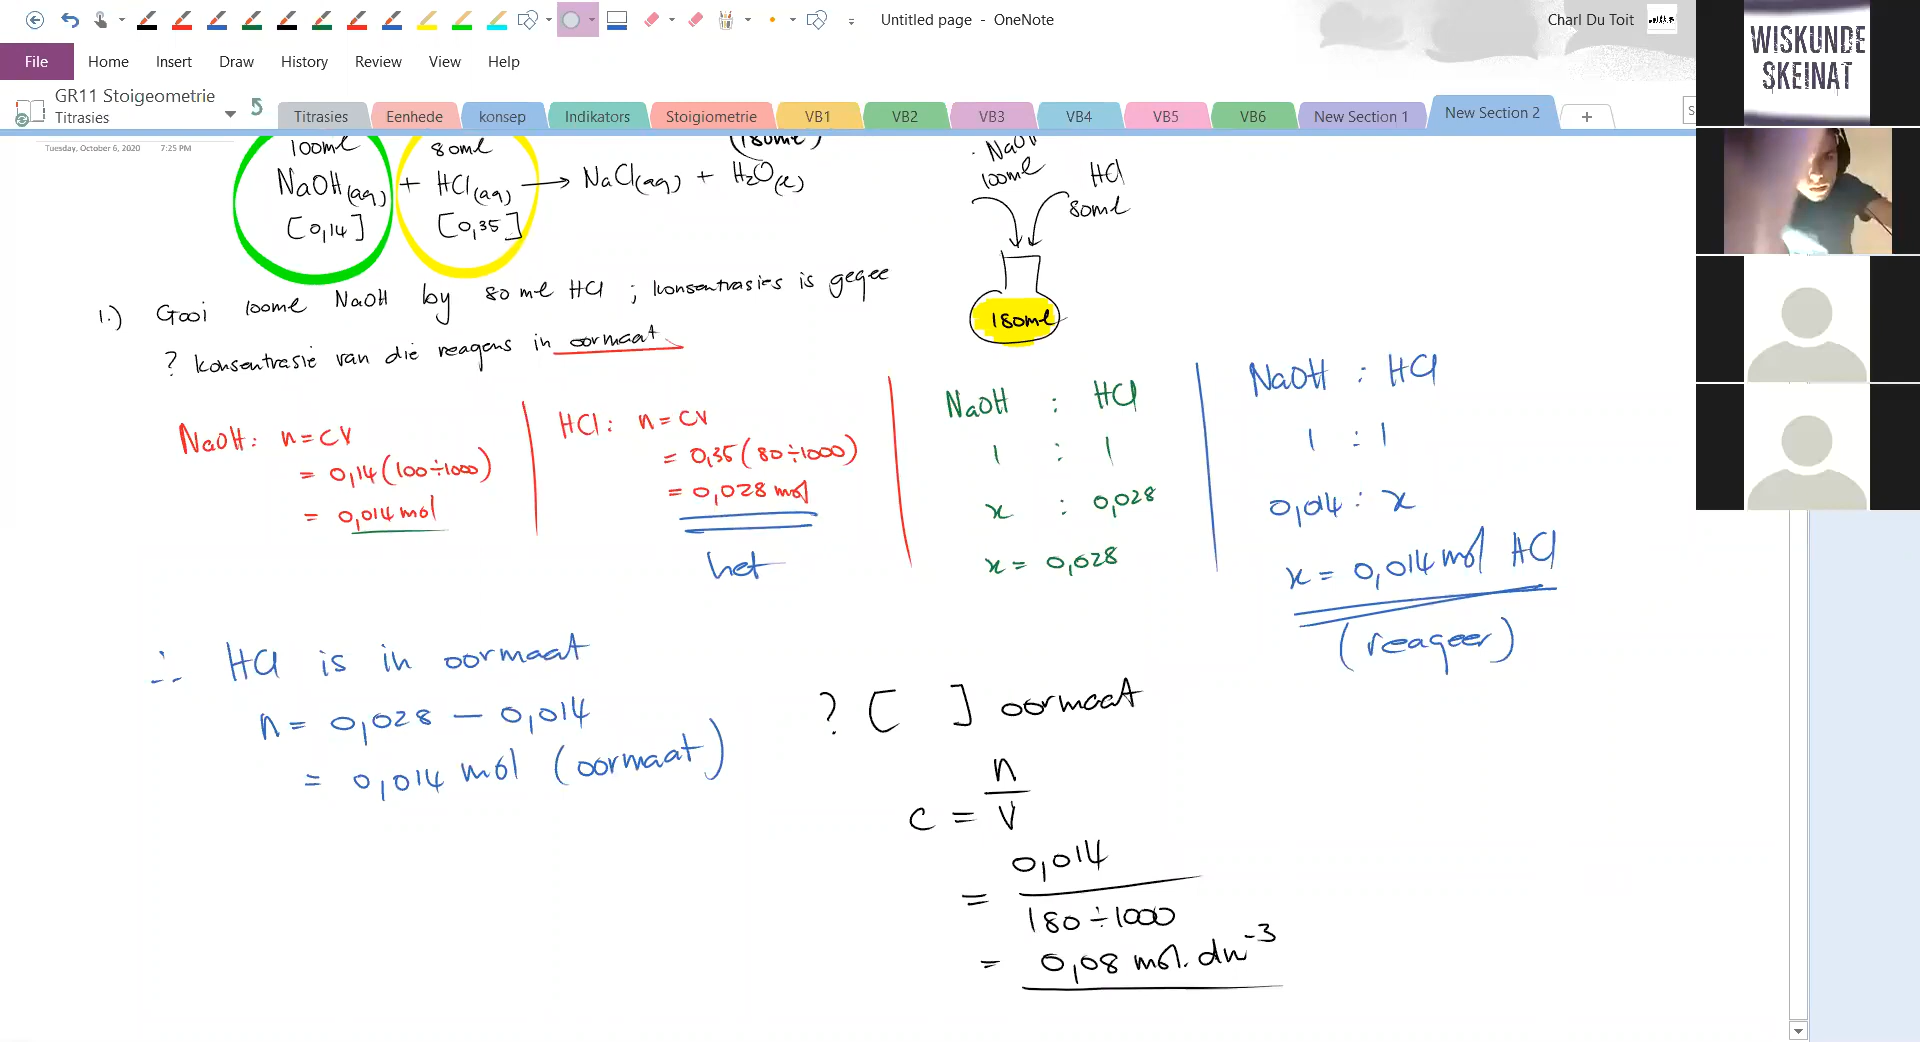 Untitled page - OneNote
Charl Du Toit
File Home Insert Draw History Review View Help
GR11 Stoigeometrie
Titrasies
Titrasies Eenhede konsep Indikators Stoigiometrie VB1 VB2 VB3 VB4 VB5 VB6 New Section 1 New Section 2 +
WISKUNDE
SKEINAT
Tuesday, October 6, 2020 7:25 PM
100ml 80ml (180ml)
NaOH(aq) + HCl(aq) → NaCl(aq) + H₂O(l)
[0,14] [0,35]
NaOH
100ml
HCl
80ml
180ml
1.) Gooi 100ml NaOH by 80ml HCl ; konsentrasies is gegee
? konsentrasie van die reagens in oormaat
NaOH: n = CV
= 0,14(100÷1000)
= 0,014 mol
HCl: n = CV
= 0,35(80÷1000)
= 0,028 mol
het
NaOH : HCl
1 : 1
x : 0,028
x = 0,028
NaOH : HCl
1 : 1
0,014 : x
x = 0,014 mol HCl
(reageer)
∴ HCl is in oormaat
n = 0,028 – 0,014
= 0,014 mol (oormaat)
? [ ] oormaat
c = n/V
= 0,014
180÷1000
= 0,08 mol.dm⁻³